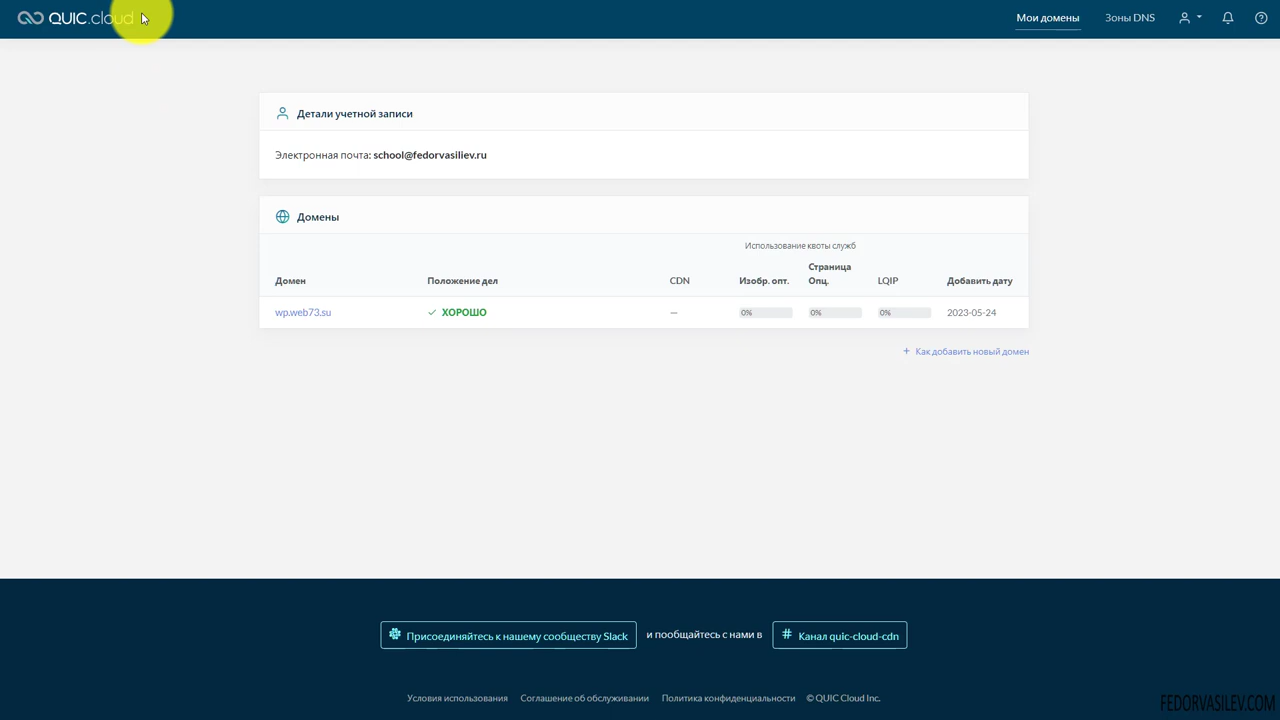 QUIC.cloud
Мои домены
Зоны DNS
Детали учетной записи
Электронная почта: school@fedorvasiliev.ru
Домены
Использование квоты служб
Домен
Положение дел
CDN
Изобр. опт.
Страница
Опц.
LQIP
Добавить дату
wp.web73.su
ХОРОШО
—
0%
0%
0%
2023-05-24
+ Как добавить новый домен
Присоединяйтесь к нашему сообществу Slack
и пообщайтесь с нами в
# Канал quic-cloud-cdn
Условия использования
Соглашение об обслуживании
Политика конфиденциальности
© QUIC Cloud Inc.
FEDORVASILEV.COM